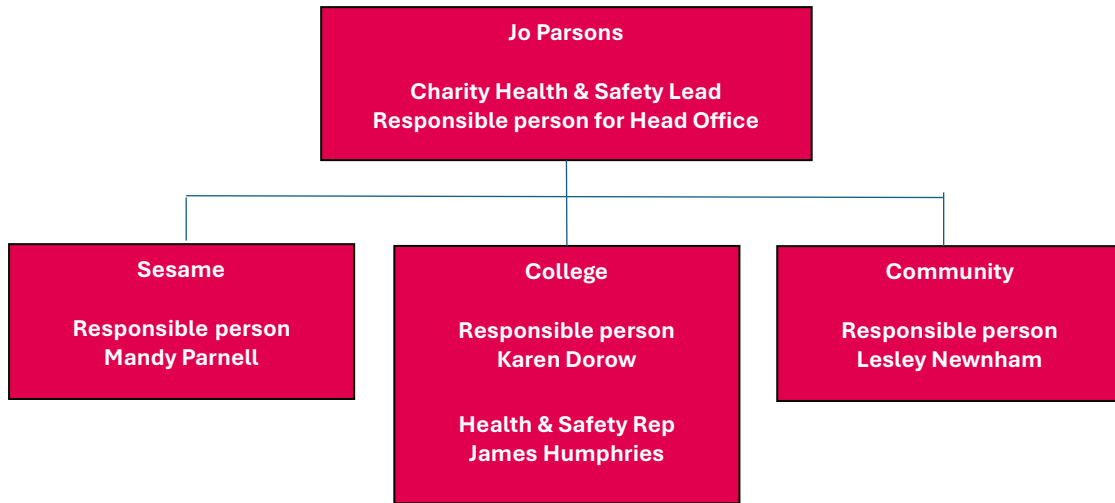 Jo Parsons
Charity Health & Safety Lead
Responsible person for Head Office
Sesame
Responsible person
Mandy Parnell
College
Responsible person
Karen Dorow
Health & Safety Rep
James Humphries
Community
Responsible person
Lesley Newnham